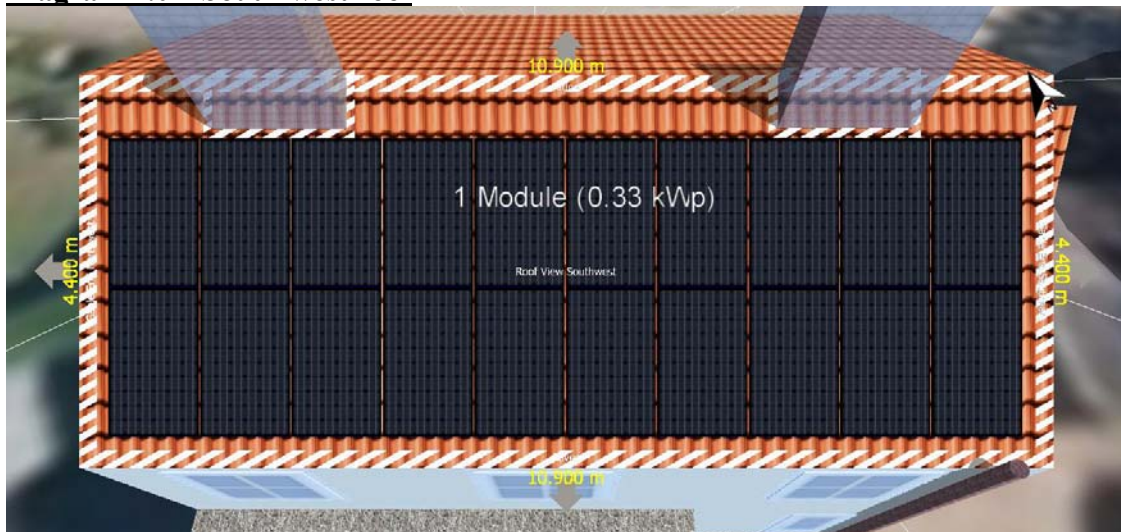 10.900 m
1 Module (0.33 kWp)
4.400 m
4.400 m
Roof View Southwest
10.900 m